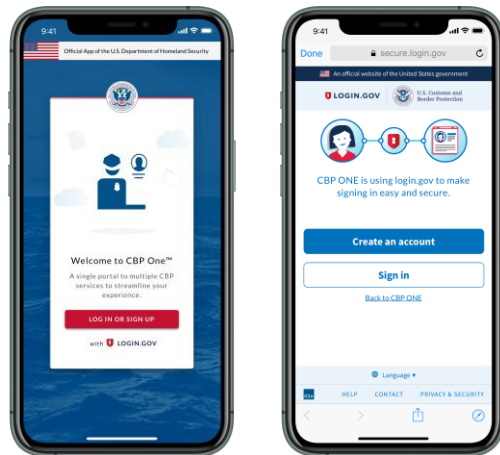 9:41
Official App of the U.S. Department of Homeland Security
Welcome to CBP One™
A single portal to multiple CBP
services to streamline your
experience.
LOG IN OR SIGN UP
with LOGIN.GOV
9:41
Done
secure.login.gov
An official website of the United States government
LOGIN.GOV
U.S. Customs and
Border Protection
CBP ONE is using login.gov to make
signing in easy and secure.
Create an account
Sign in
Back to CBP ONE
Language
HELP CONTACT PRIVACY & SECURITY